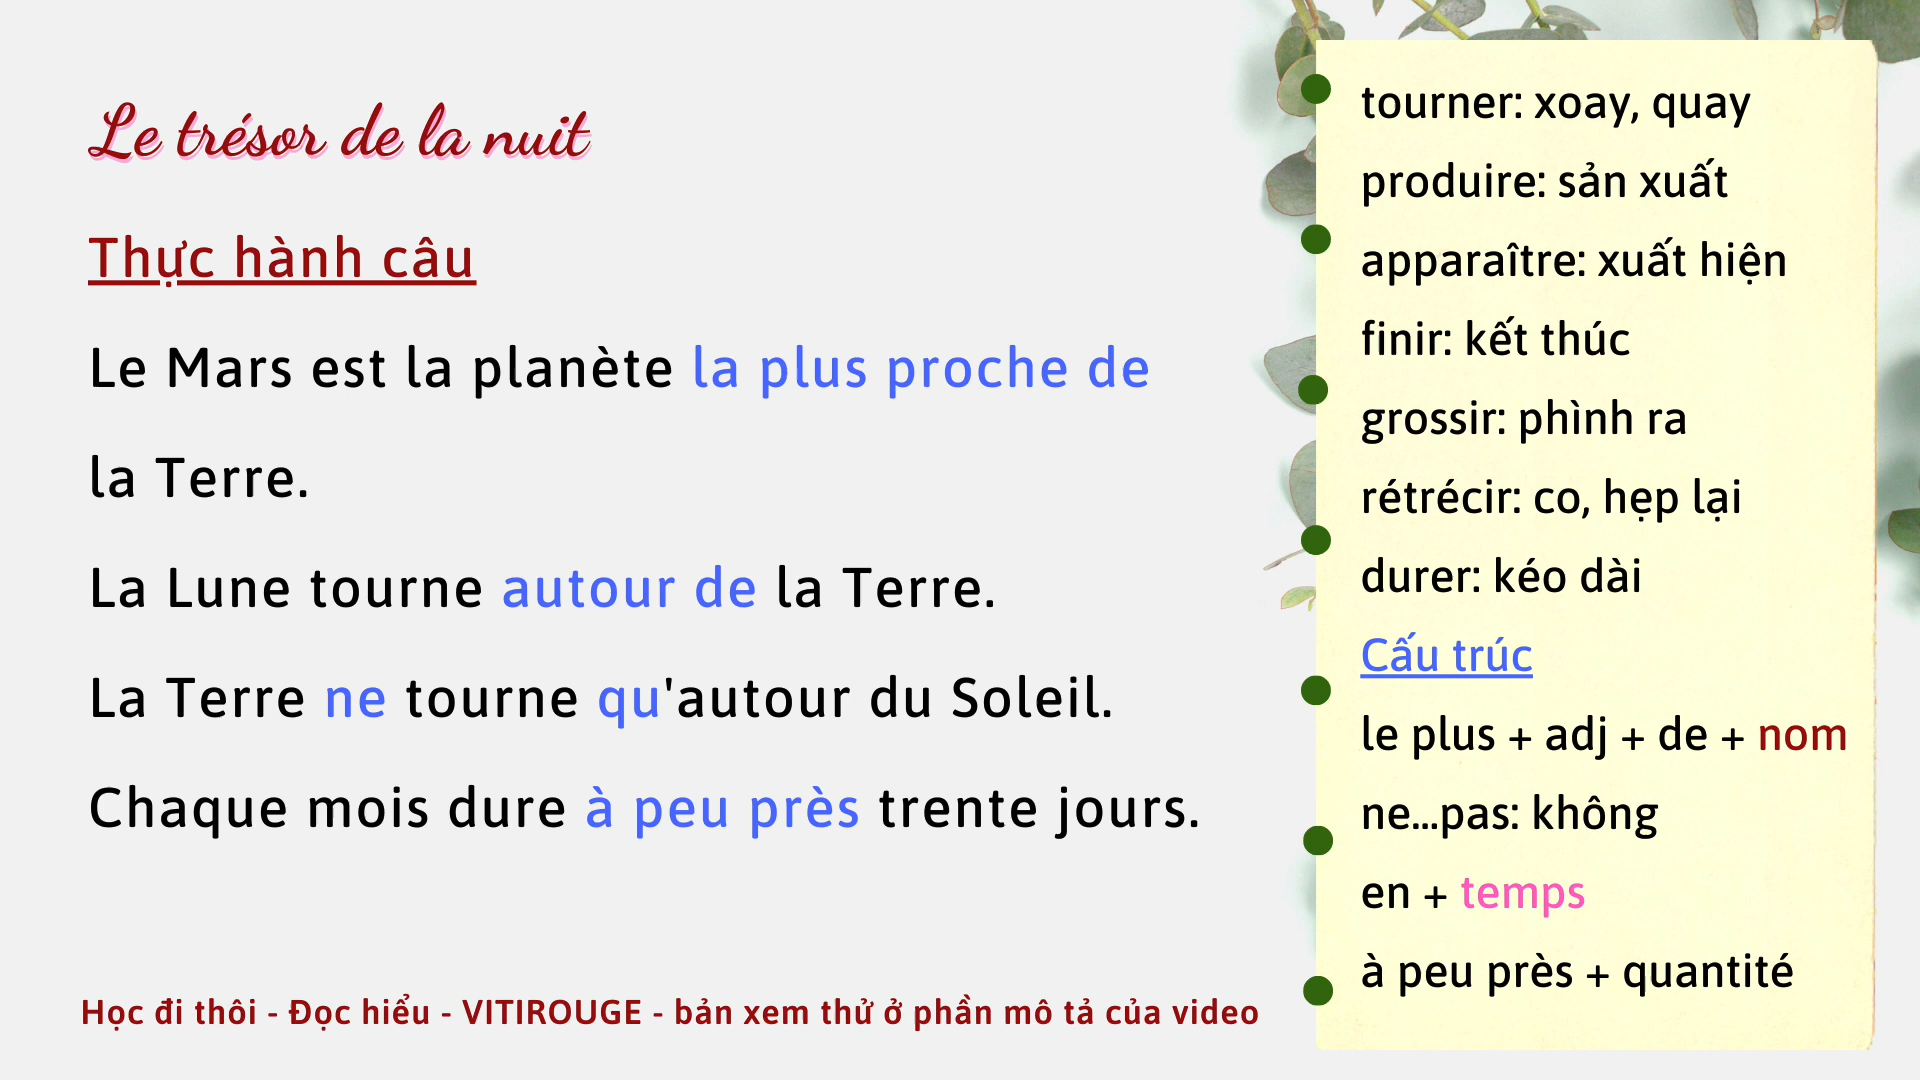 Le trésor de la nuit
Thực hành câu
Le Mars est la planète la plus proche de
la Terre.
La Lune tourne autour de la Terre.
La Terre ne tourne qu'autour du Soleil.
Chaque mois dure à peu près trente jours.
Học đi thôi - Đọc hiểu - VITIROUGE - bản xem thử ở phần mô tả của video
tourner: xoay, quay
produire: sản xuất
apparaître: xuất hiện
finir: kết thúc
grossir: phình ra
rétrécir: co, hẹp lại
durer: kéo dài
Cấu trúc
le plus + adj + de + nom
ne...pas: không
en + temps
à peu près + quantité